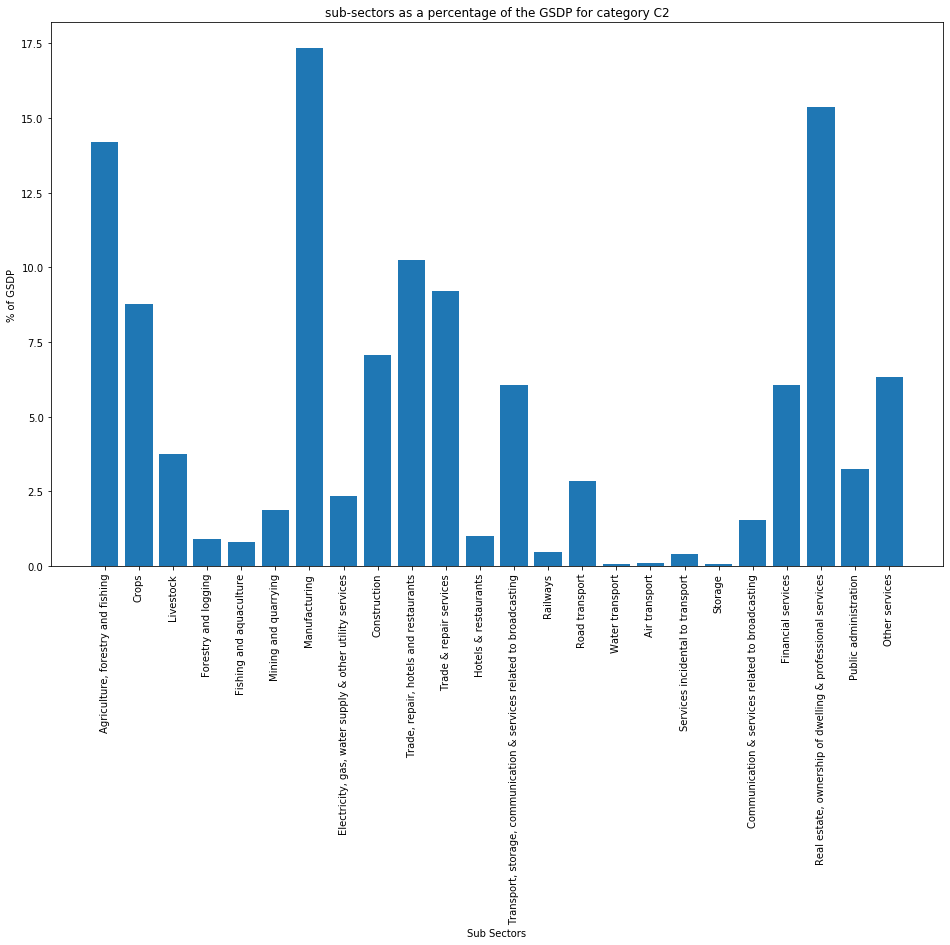 sub-sectors as a percentage of the GSDP for category C2
17.5
15.0
12.5
10.0
7.5
5.0
2.5
0.0
% of GSDP
Agriculture, forestry and fishing
Crops
Livestock
Forestry and logging
Fishing and aquaculture
Mining and quarrying
Manufacturing
Electricity, gas, water supply & other utility services
Construction
Trade, repair, hotels and restaurants
Trade & repair services
Hotels & restaurants
Transport, storage, communication & services related to broadcasting
Railways
Road transport
Water transport
Air transport
Services incidental to transport
Storage
Communication & services related to broadcasting
Financial services
Real estate, ownership of dwelling & professional services
Public administration
Other services
Sub Sectors